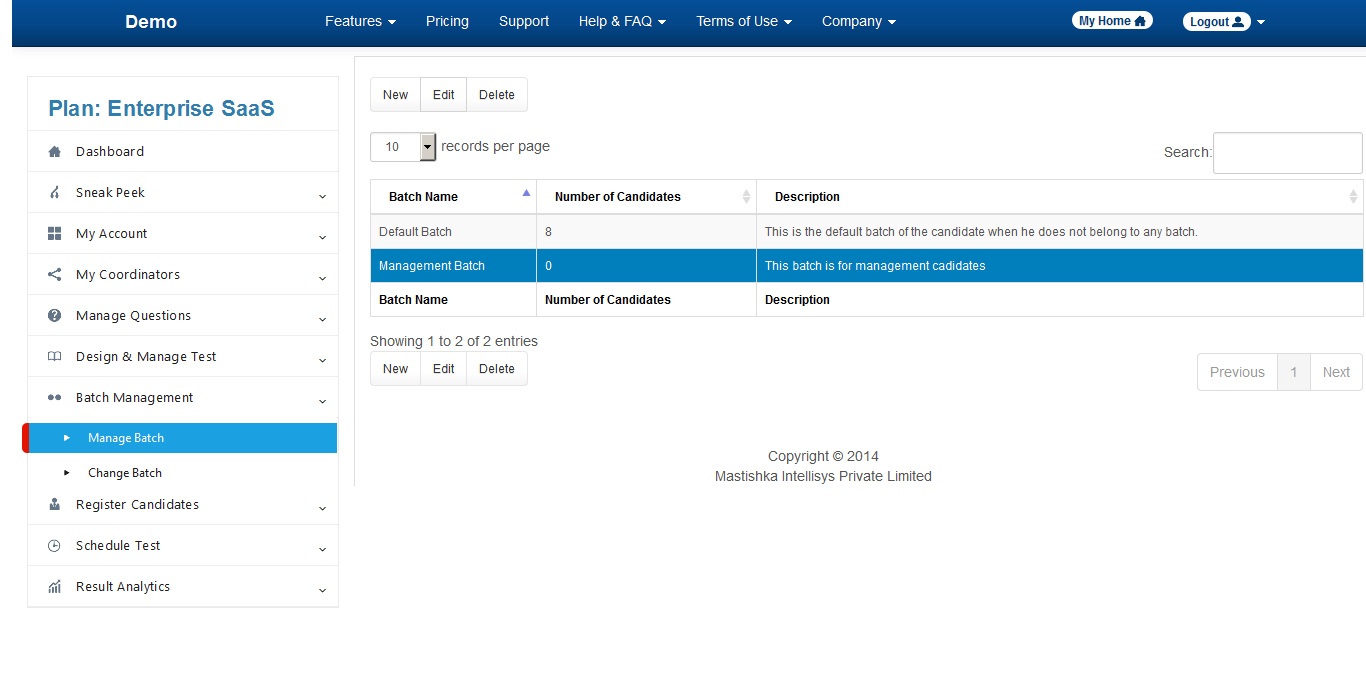 Demo Features Pricing Support Help & FAQ Terms of Use Company My Home Logout
Plan: Enterprise SaaS
Dashboard
Sneak Peek
My Account
My Coordinators
Manage Questions
Design & Manage Test
Batch Management
Manage Batch
Change Batch
Register Candidates
Schedule Test
Result Analytics
New Edit Delete
10 records per page
Search:
Batch Name Number of Candidates Description
Default Batch 8 This is the default batch of the candidate when he does not belong to any batch.
Management Batch 0 This batch is for management cadidates
Batch Name Number of Candidates Description
Showing 1 to 2 of 2 entries
New Edit Delete
Previous 1 Next
Copyright © 2014
Mastishka Intellisys Private Limited